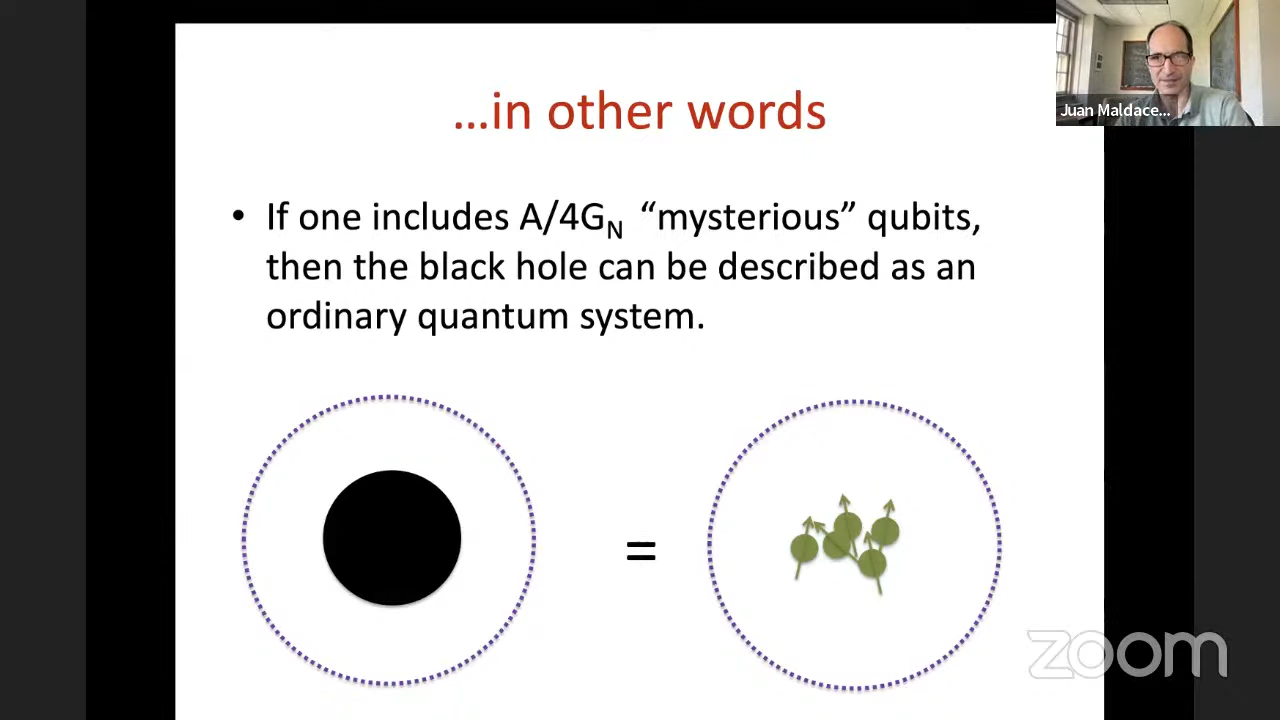 ...in other words
• If one includes A/4G_N “mysterious” qubits,
then the black hole can be described as an
ordinary quantum system.
=
Juan Maldace...
zoom